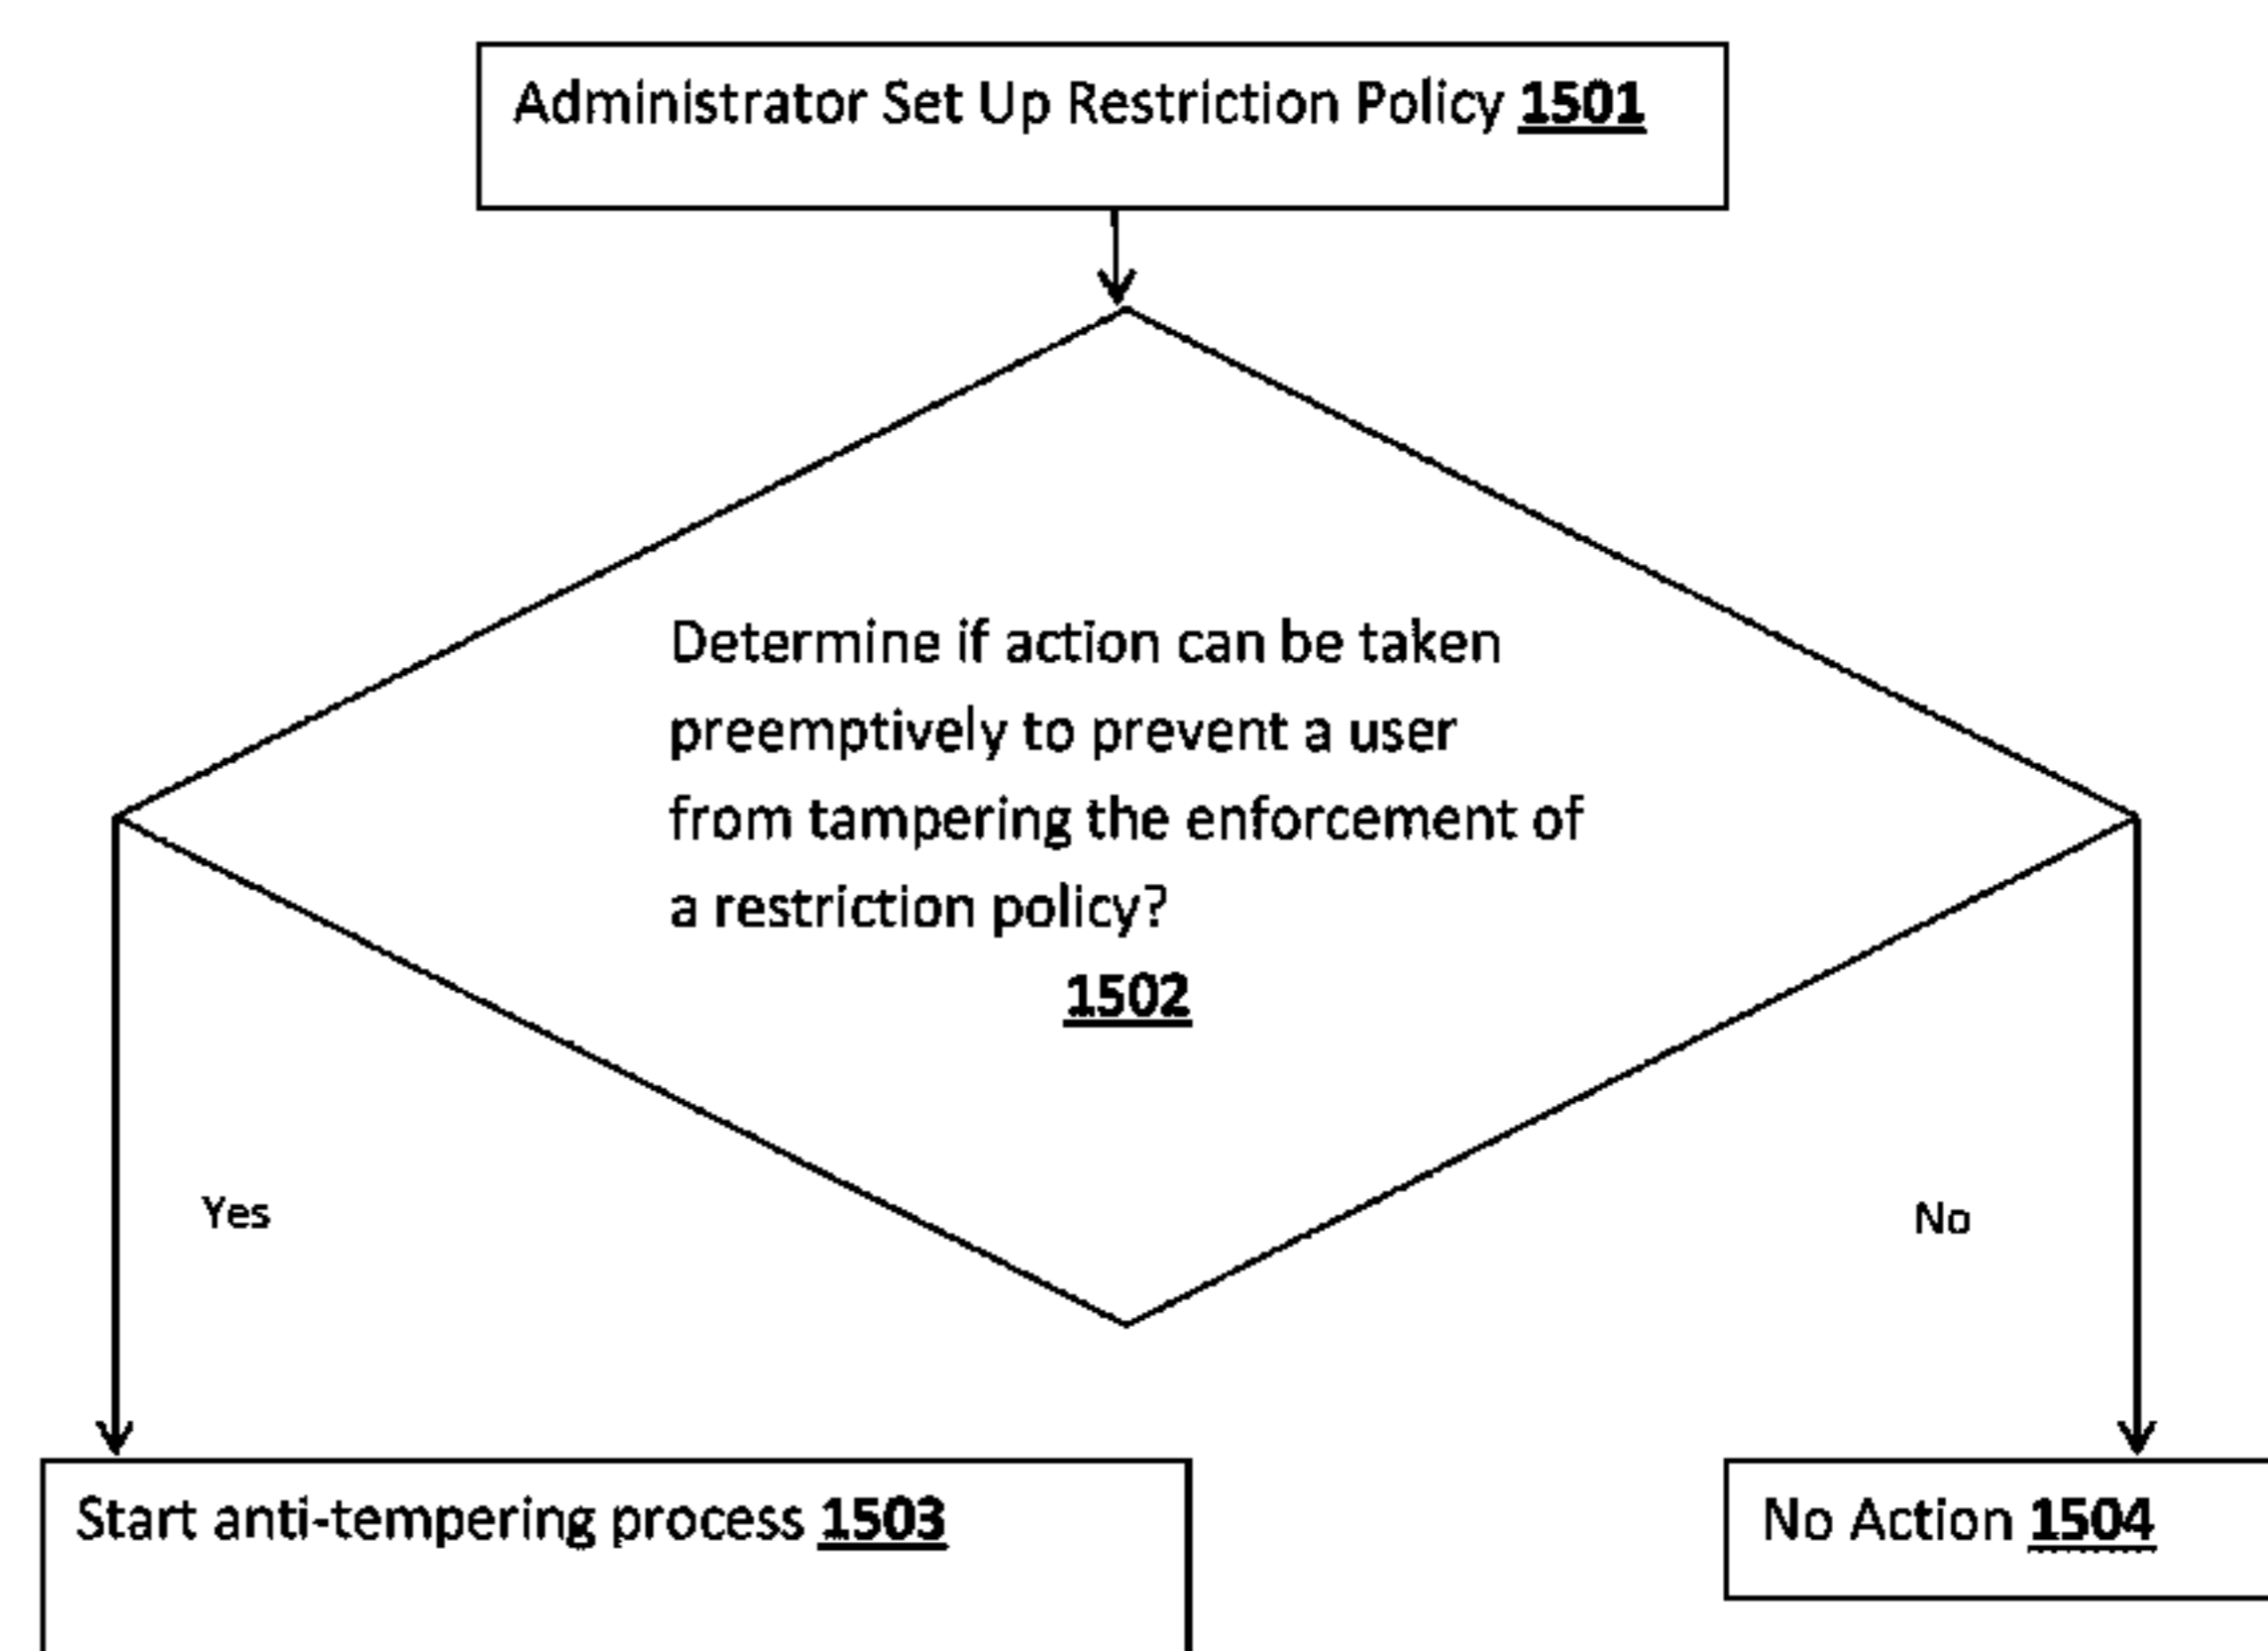 Administrator Set Up Restriction Policy 1501
Determine if action can be taken
preemptively to prevent a user
from tampering the enforcement of
a restriction policy?
1502
Yes
No
Start anti-tempering process 1503
No Action 1504